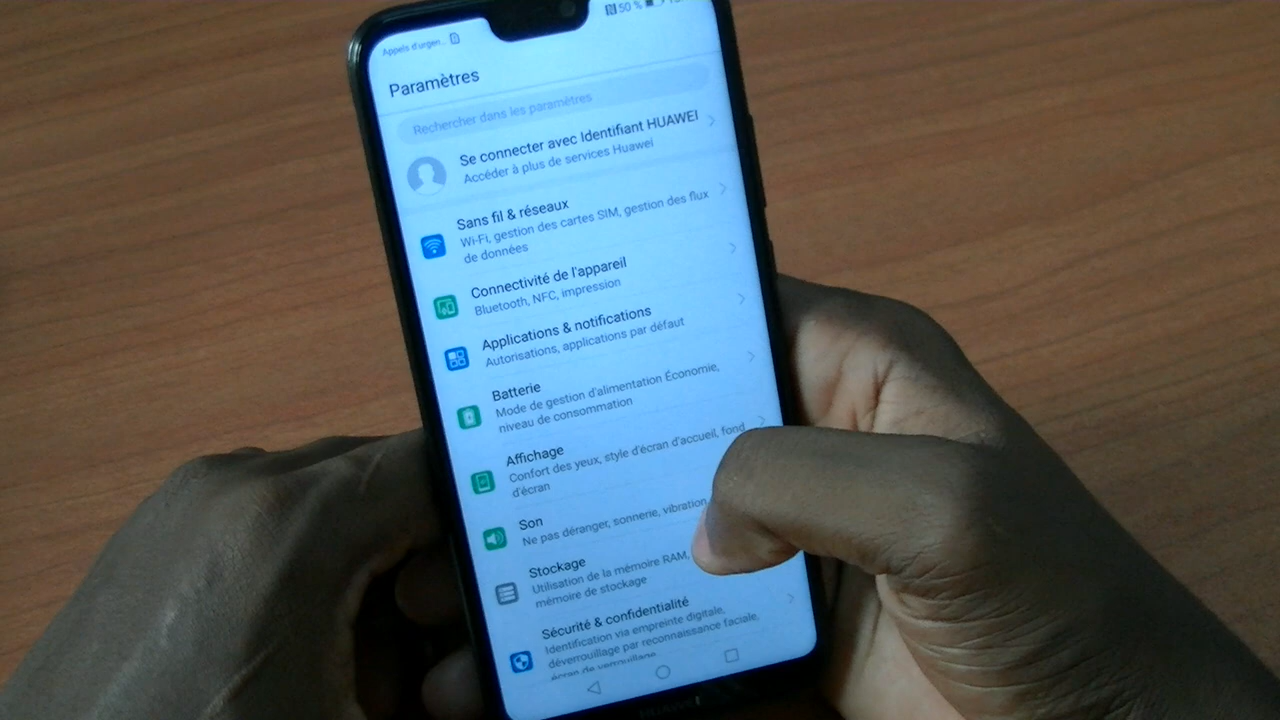 Appels d'urgen...
50 %
Paramètres
Rechercher dans les paramètres
Se connecter avec Identifiant HUAWEI
Accéder à plus de services Huawei
Sans fil & réseaux
Wi-Fi, gestion des cartes SIM, gestion des flux
de données
Connectivité de l'appareil
Bluetooth, NFC, impression
Applications & notifications
Autorisations, applications par défaut
Batterie
Mode de gestion d'alimentation Économie,
niveau de consommation
Affichage
Confort des yeux, style d'écran d'accueil, fond
d'écran
Son
Ne pas déranger, sonnerie, vibration
Stockage
Utilisation de la mémoire RAM,
mémoire de stockage
Sécurité & confidentialité
Identification via empreinte digitale,
déverrouillage par reconnaissance faciale,
écran de verrouillage
HUAWEI